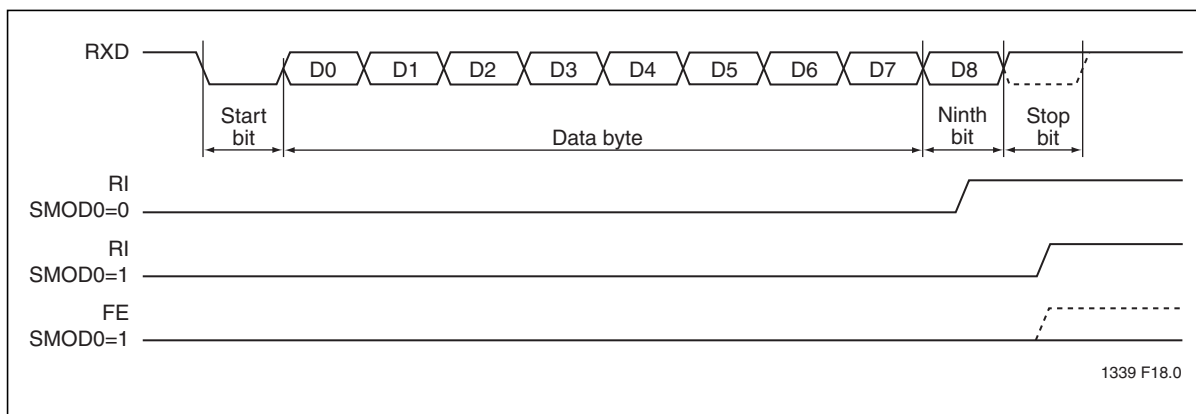 RXD
D0 D1 D2 D3 D4 D5 D6 D7 D8
Start
bit
Data byte
Ninth
bit
Stop
bit
RI
SMOD0=0
RI
SMOD0=1
FE
SMOD0=1
1339 F18.0